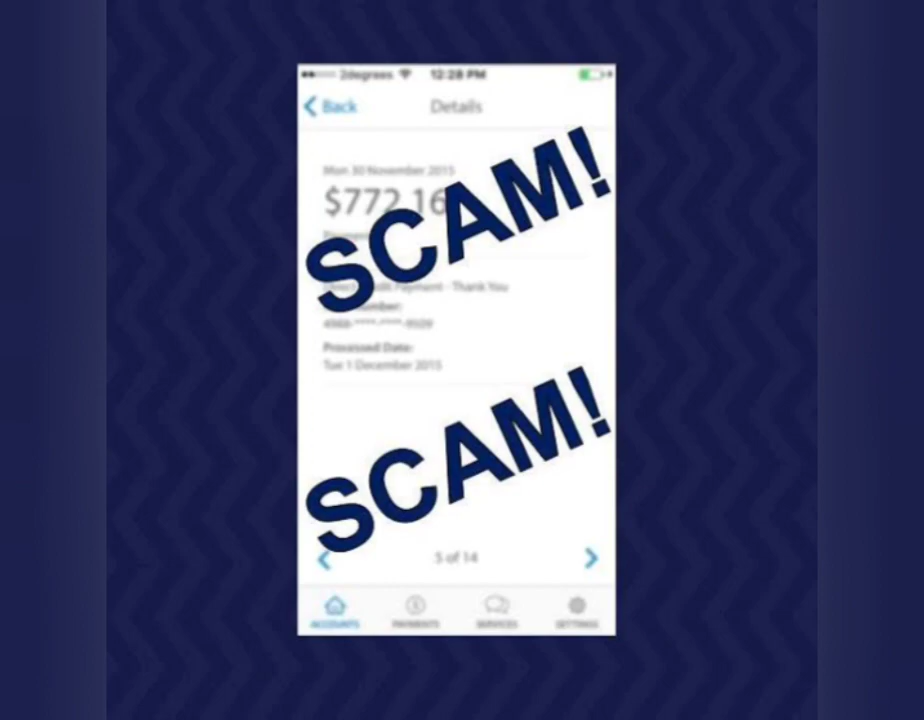 2degrees 12:28 PM
Back Details
Mon 30 November 2015
$772.16
SCAM!
Payment - Thank You
Processed Date:
Tue 1 December 2015
SCAM!
5 of 14
ACCOUNTS PAYMENTS SERVICES SETTINGS